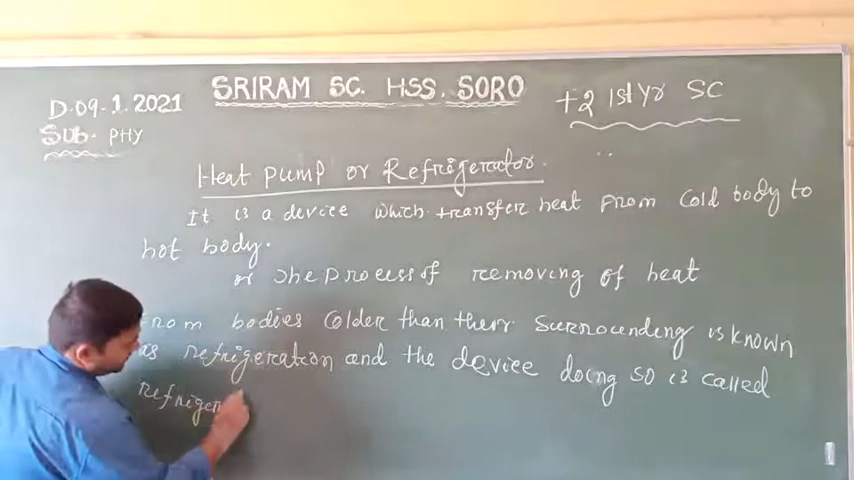 SRIRAM SC. HSS. SORO
D.09-1.2021
+2 1st Yr SC
SUB- PHY
Heat pump or Refrigerator.
It is a device which transfer heat from cold body to
hot body.
or The process of removing of heat
from bodies colder than their surrounding is known
as refrigeration and the device doing so is called
refriger